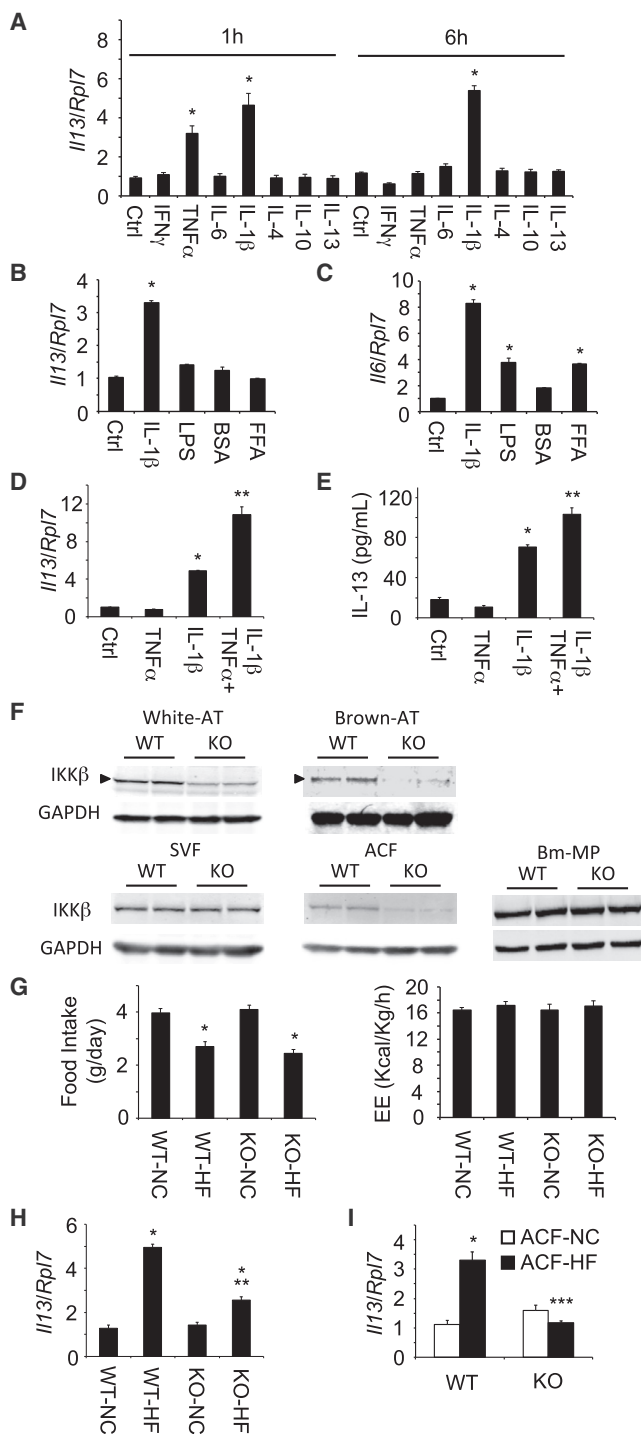 A
1h
6h
Il13/Rpl7
8
6
4
2
0
Ctrl
IFNγ
TNFα
IL-6
IL-1β
IL-4
IL-10
IL-13
Ctrl
IFNγ
TNFα
IL-6
IL-1β
IL-4
IL-10
IL-13
*
*
*
B
Il13/Rpl7
4
3
2
1
0
*
Ctrl
IL-1β
LPS
BSA
FFA
C
Il6/Rpl7
10
8
6
4
2
0
*
*
*
Ctrl
IL-1β
LPS
BSA
FFA
D
Il13/Rpl7
12
8
4
0
*
**
Ctrl
TNFα
IL-1β
IL-1β
TNFα+
E
IL-13 (pg/mL)
120
80
40
0
*
**
Ctrl
TNFα
IL-1β
IL-1β
TNFα+
F
White-AT
WT KO
IKKβ
GAPDH
Brown-AT
WT KO
SVF
WT KO
IKKβ
GAPDH
ACF
WT KO
Bm-MP
WT KO
G
Food Intake
(g/day)
4
2
0
*
*
WT-NC
WT-HF
KO-NC
KO-HF
EE (Kcal/Kg/h)
20
16
12
8
4
0
WT-NC
WT-HF
KO-NC
KO-HF
H
Il13/Rpl7
6
4
2
0
*
*
**
WT-NC
WT-HF
KO-NC
KO-HF
I
Il13/Rpl7
4
3
2
1
0
ACF-NC
ACF-HF
*
***
WT
KO